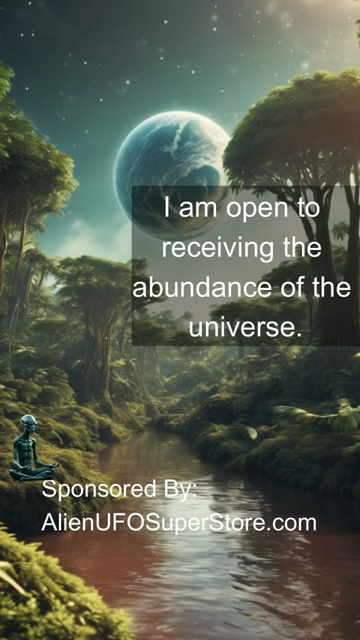 I am open to
receiving the
abundance of the
universe.
Sponsored By:
AlienUFOSuperStore.com